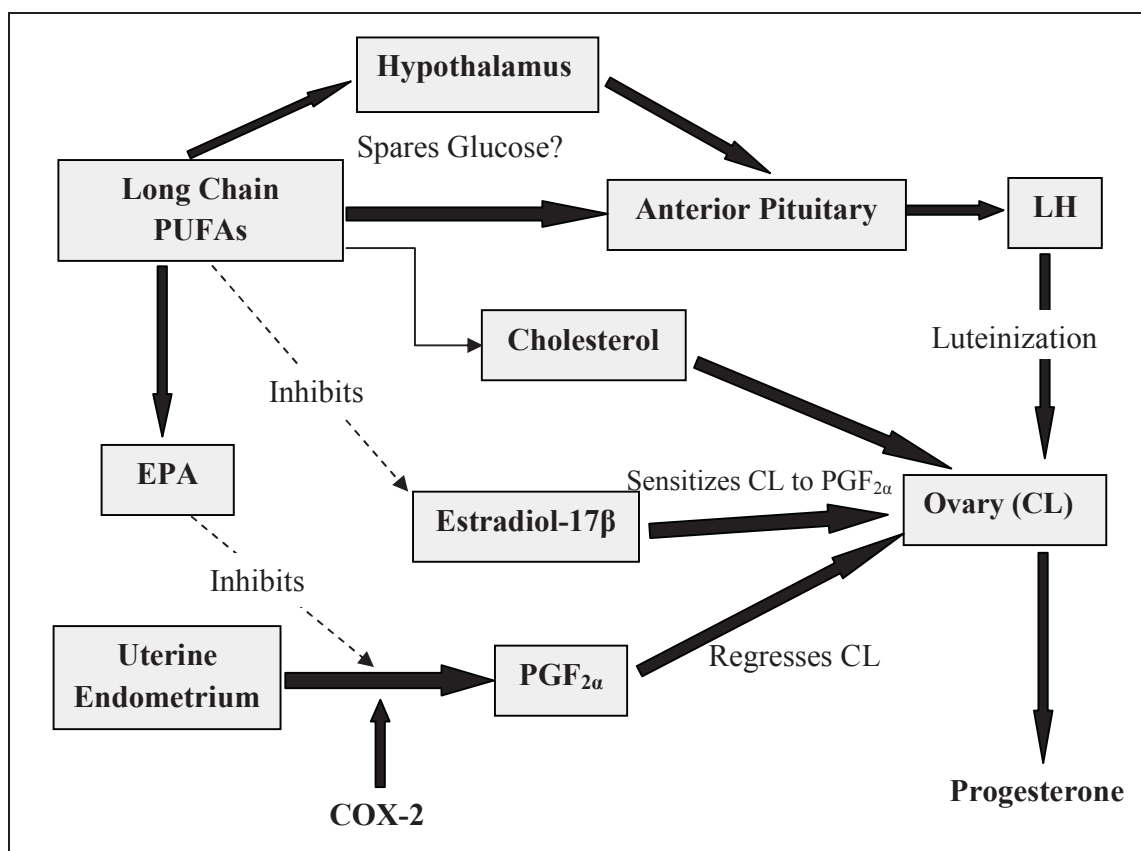 Hypothalamus
Spares Glucose?
Long Chain
PUFAs
Anterior Pituitary
LH
Cholesterol
Luteinization
Inhibits
EPA
Sensitizes CL to PGF₂α
Estradiol-17β
Ovary (CL)
Inhibits
Uterine
Endometrium
PGF₂α
Regresses CL
COX-2
Progesterone